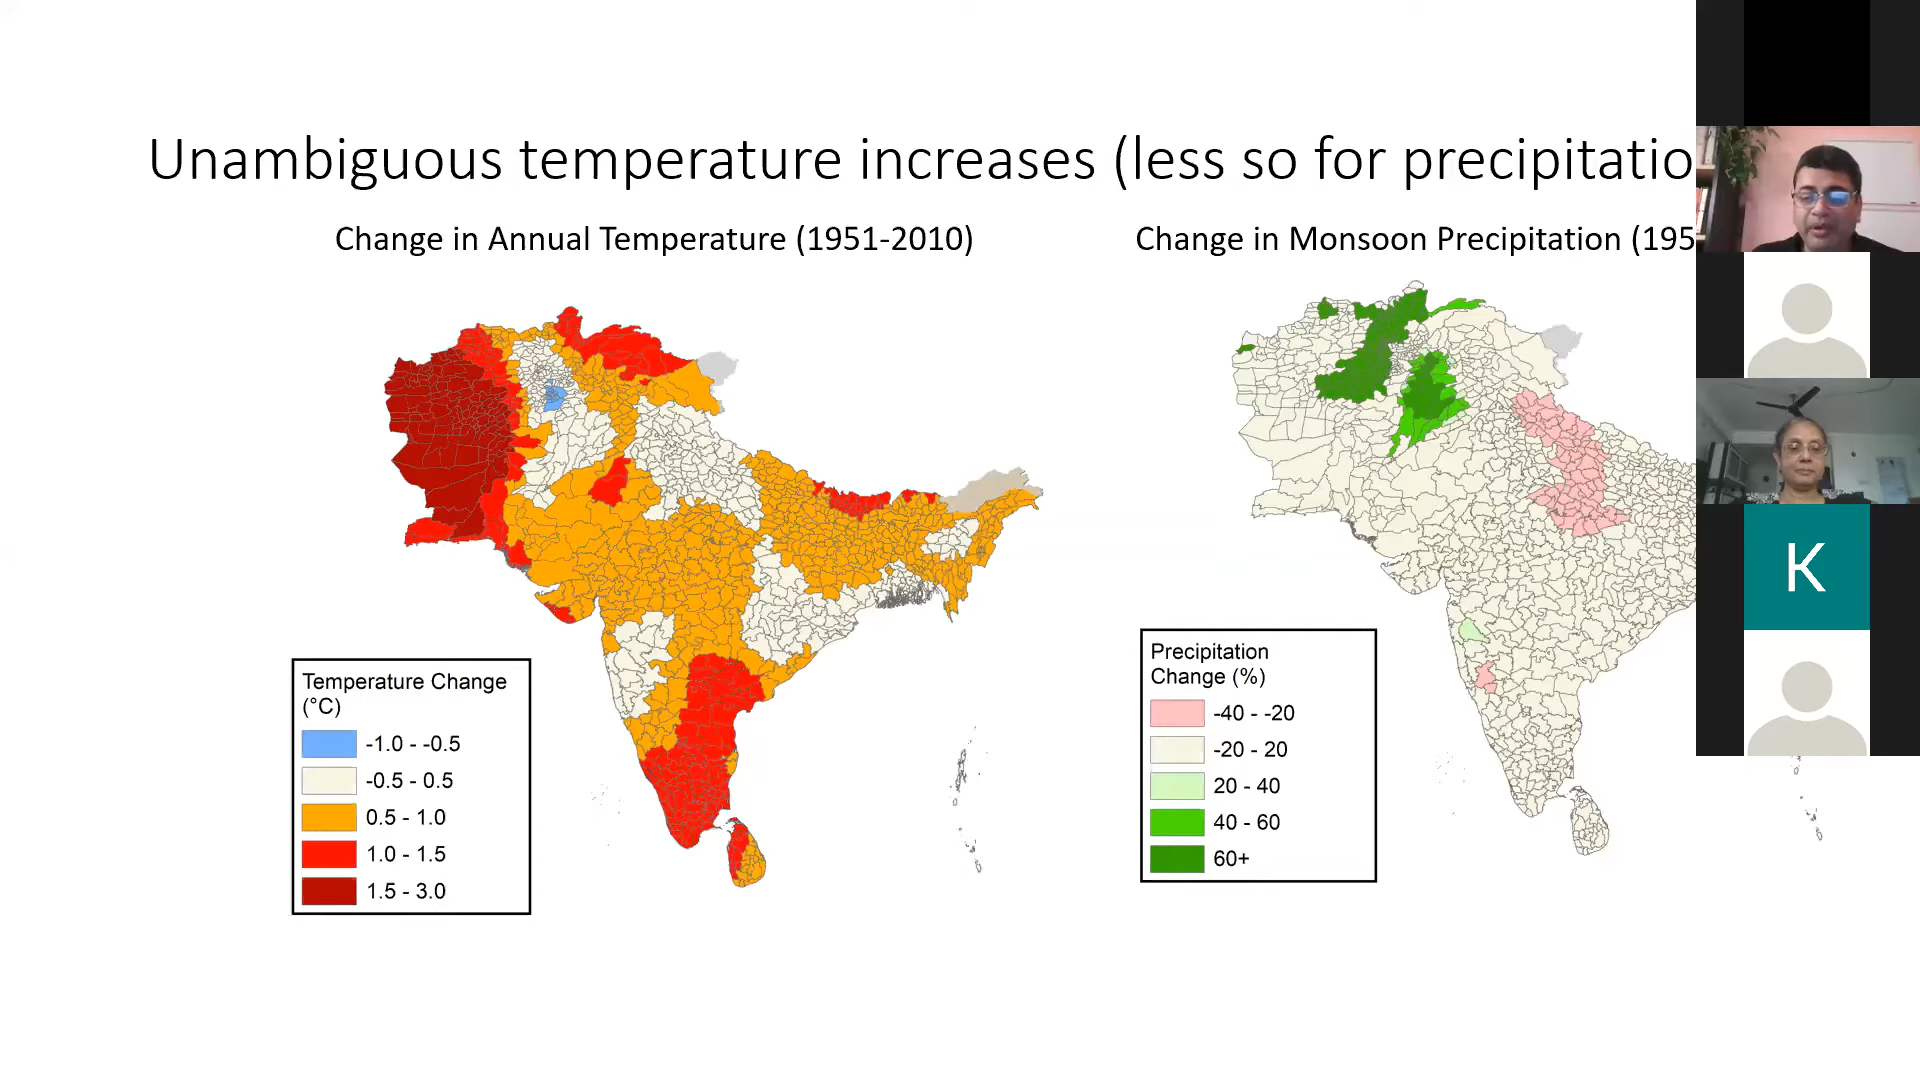 Unambiguous temperature increases (less so for precipitatio
Change in Annual Temperature (1951-2010)
Change in Monsoon Precipitation (195
Temperature Change
(°C)
-1.0 - -0.5
-0.5 - 0.5
0.5 - 1.0
1.0 - 1.5
1.5 - 3.0
Precipitation
Change (%)
-40 - -20
-20 - 20
20 - 40
40 - 60
60+
K